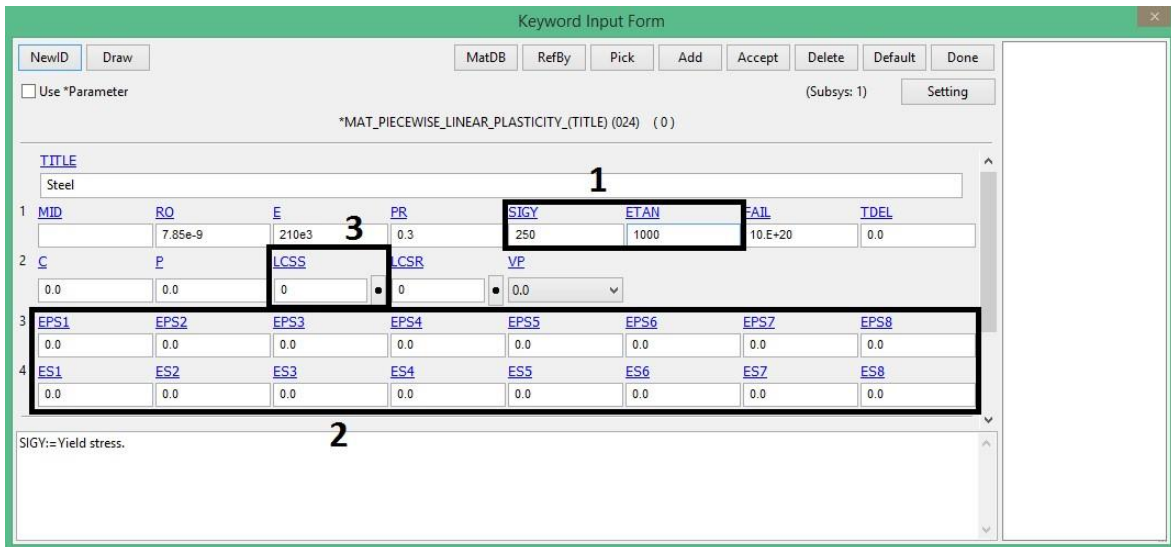 Keyword Input Form
NewID Draw MatDB RefBy Pick Add Accept Delete Default Done
Use *Parameter (Subsys: 1) Setting
*MAT_PIECEWISE_LINEAR_PLASTICITY_(TITLE) (024) ( 0 )
TITLE
Steel
1
1 MID RO E PR SIGY ETAN FAIL TDEL
7.85e-9 210e3 0.3 250 1000 10.E+20 0.0
3
2 C P LCSS LCSR VP
0.0 0.0 0 0 0.0
3 EPS1 EPS2 EPS3 EPS4 EPS5 EPS6 EPS7 EPS8
0.0 0.0 0.0 0.0 0.0 0.0 0.0 0.0
4 ES1 ES2 ES3 ES4 ES5 ES6 ES7 ES8
0.0 0.0 0.0 0.0 0.0 0.0 0.0 0.0
2
SIGY:=Yield stress.